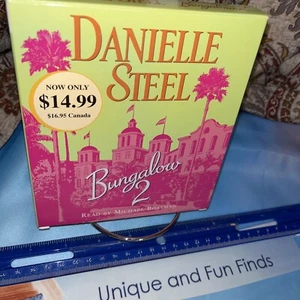 DANIELLE
STEEL
NOW ONLY
$14.99
$16.95 Canada
Bungalow
2
READ BY MICHAEL BOATMAN
Unique and Fun Finds